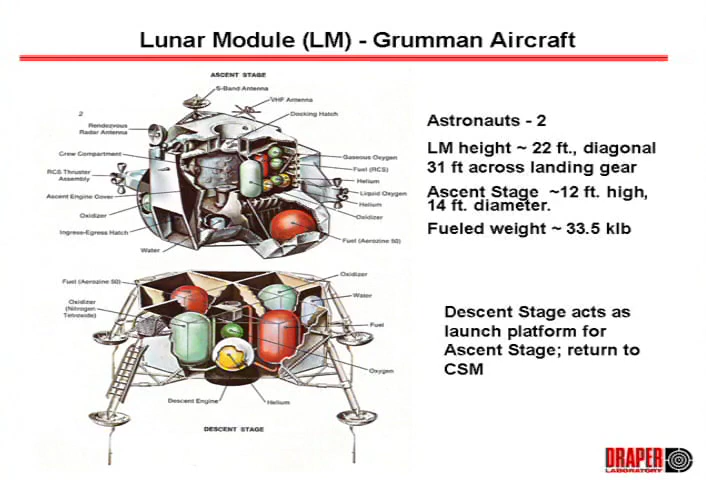 Lunar Module (LM) - Grumman Aircraft
ASCENT STAGE
S-Band Antenna
VHF Antenna
Docking Hatch
2
Rendezvous
Radar Antenna
Crew Compartment
RCS Thruster
Assembly
Ascent Engine Cover
Oxidizer
Ingress-Egress Hatch
Water
Gaseous Oxygen
Fuel (RCS)
Helium
Liquid Oxygen
Helium
Oxidizer
Fuel (Aerozine 50)
Fuel (Aerozine 50)
Oxidizer
(Nitrogen
Tetroxide)
Descent Engine
Oxidizer
Water
Fuel
Oxygen
Helium
DESCENT STAGE
Astronauts - 2
LM height ~ 22 ft., diagonal
31 ft across landing gear
Ascent Stage ~12 ft. high,
14 ft. diameter.
Fueled weight ~ 33.5 klb
Descent Stage acts as
launch platform for
Ascent Stage; return to
CSM
DRAPER
LABORATORY